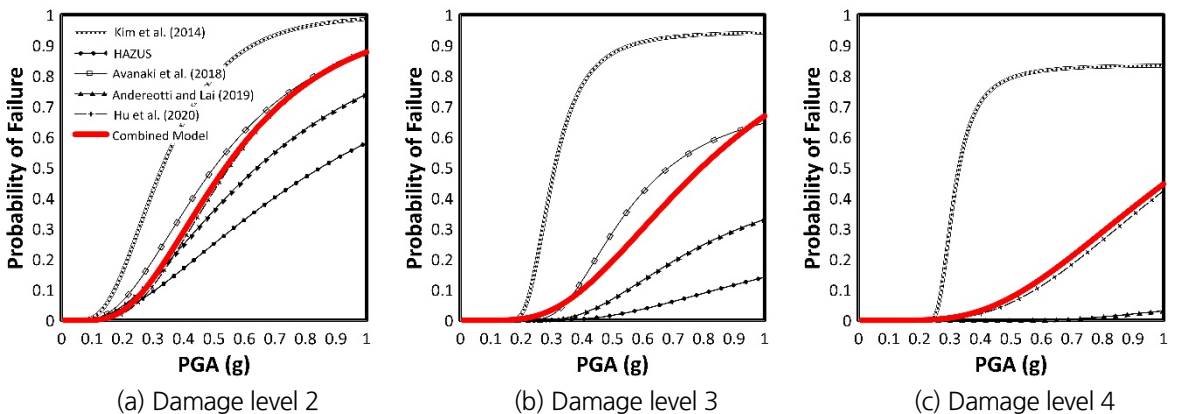 Probability of Failure
1
0.9
0.8
0.7
0.6
0.5
0.4
0.3
0.2
0.1
0
Kim et al. (2014)
HAZUS
Avanaki et al. (2018)
Andereotti and Lai (2019)
Hu et al. (2020)
Combined Model
0 0.1 0.2 0.3 0.4 0.5 0.6 0.7 0.8 0.9 1
PGA (g)
(a) Damage level 2
Probability of Failure
1
0.9
0.8
0.7
0.6
0.5
0.4
0.3
0.2
0.1
0
0 0.1 0.2 0.3 0.4 0.5 0.6 0.7 0.8 0.9 1
PGA (g)
(b) Damage level 3
Probability of Failure
1
0.9
0.8
0.7
0.6
0.5
0.4
0.3
0.2
0.1
0
0 0.1 0.2 0.3 0.4 0.5 0.6 0.7 0.8 0.9 1
PGA (g)
(c) Damage level 4